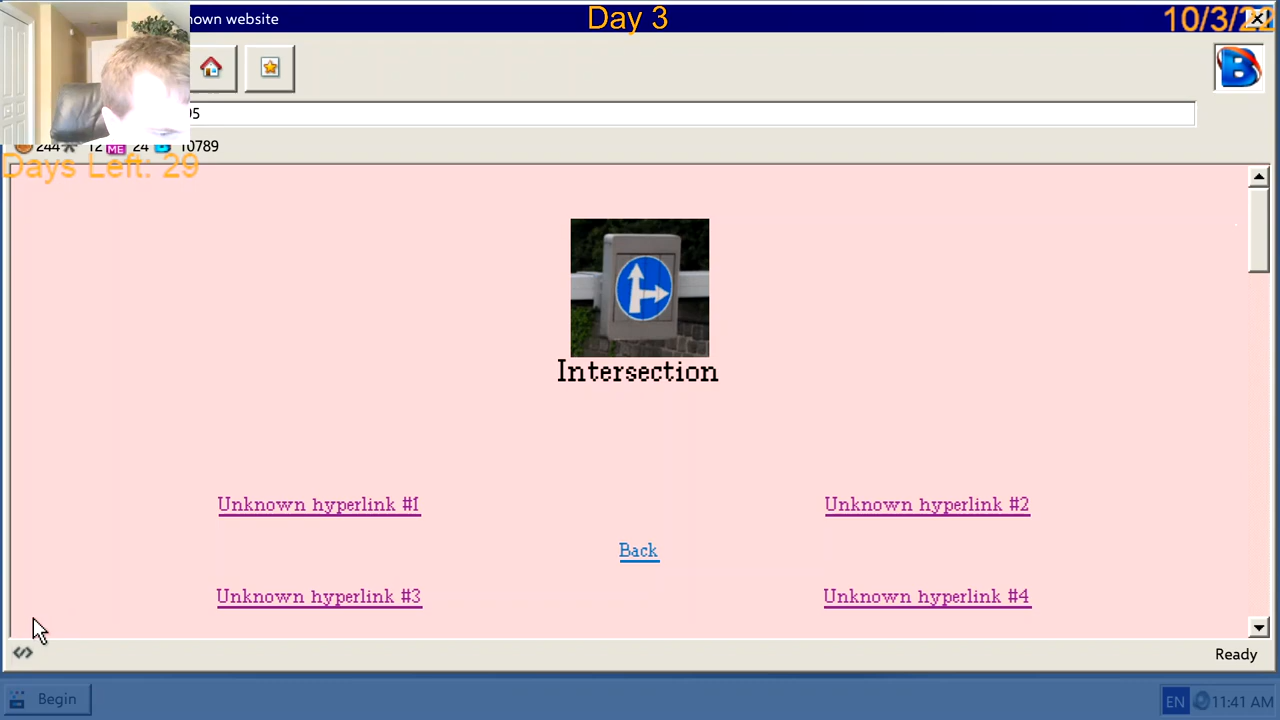 nown website
Day 3
10/3/22
95
244 12 ME 24 10789
Days Left: 29
Intersection
Unknown hyperlink #1
Unknown hyperlink #2
Back
Unknown hyperlink #3
Unknown hyperlink #4
Ready
Begin
EN 11:41 AM